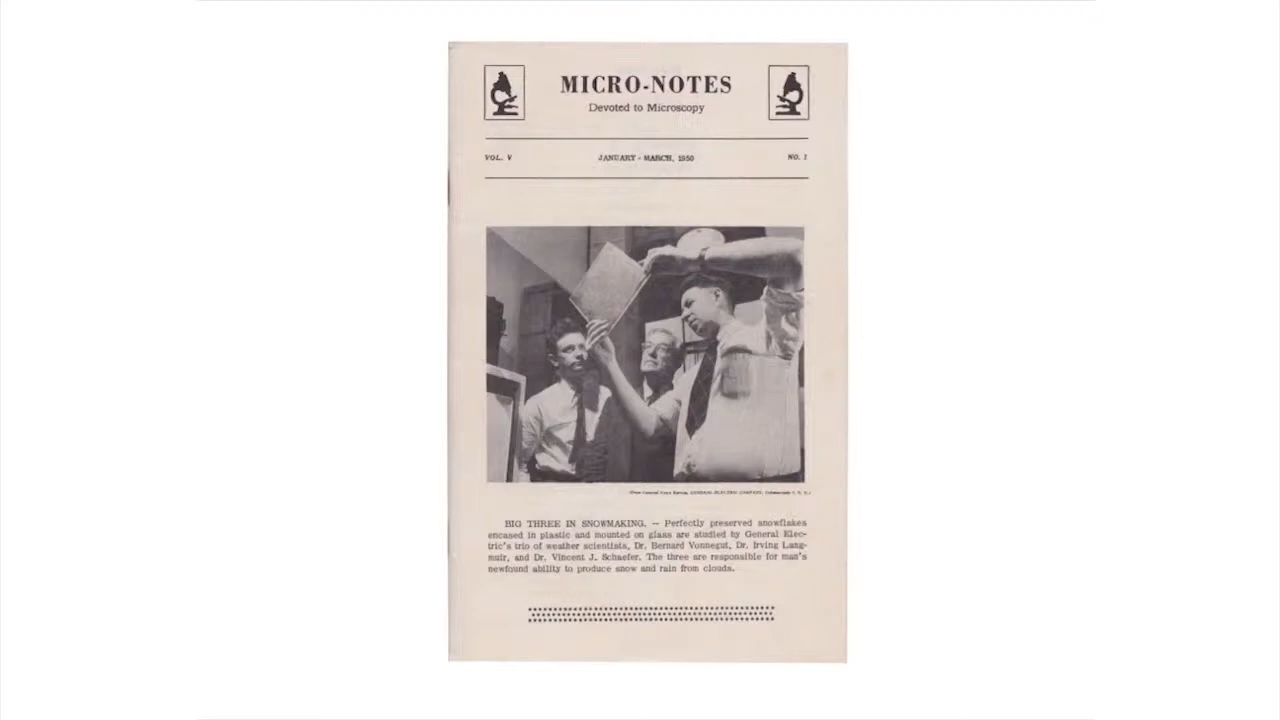 MICRO-NOTES
Devoted to Microscopy
VOL. V JANUARY - MARCH, 1950 NO. 1
BIG THREE IN SNOWMAKING. — Perfectly preserved snowflakes
encased in plastic and mounted on glass are studied by General Elec-
tric's trio of weather scientists, Dr. Bernard Vonnegut, Dr. Irving Lang-
muir, and Dr. Vincent J. Schaefer. The three are responsible for man's
newfound ability to produce snow and rain from clouds.